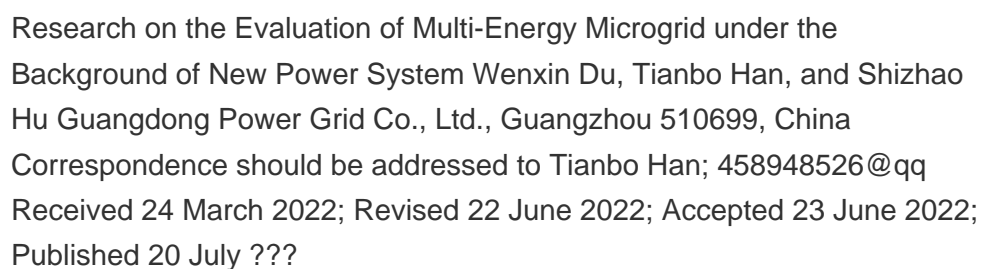 Research on the Evaluation of Multi-Energy Microgrid under the
Background of New Power System Wenxin Du, Tianbo Han, and Shizhao
Hu Guangdong Power Grid Co., Ltd., Guangzhou 510699, China
Correspondence should be addressed to Tianbo Han; 458948526@qq
Received 24 March 2022; Revised 22 June 2022; Accepted 23 June 2022;
Published 20 July ???